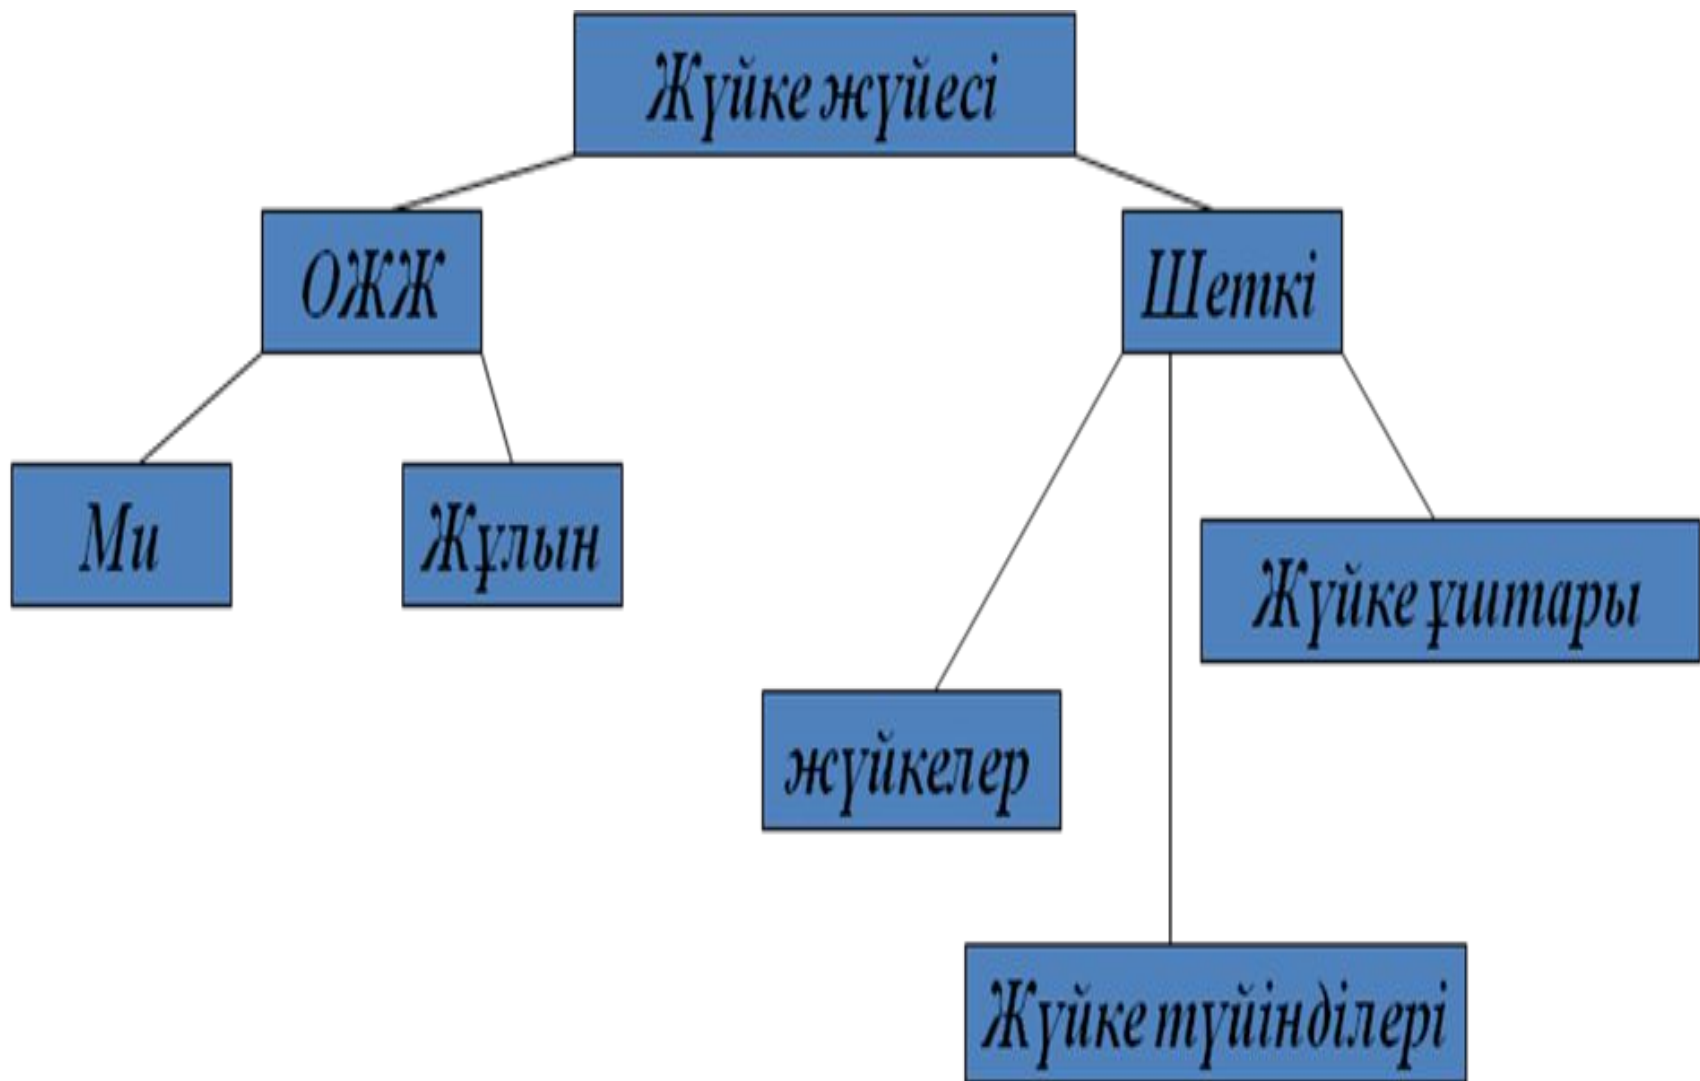 Жүйке жүйесі
ОЖЖ
Шеткі
Ми
Жұлын
Жүйке ұштары
жүйкелер
Жүйке түйінділері